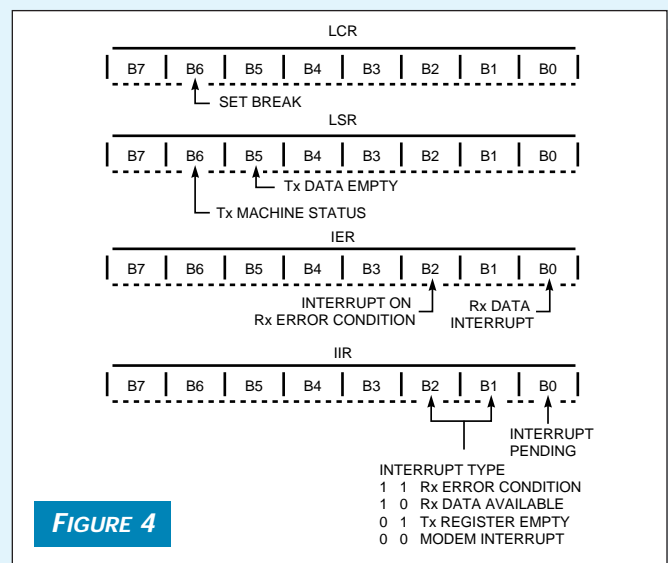 LCR
B7 B6 B5 B4 B3 B2 B1 B0
SET BREAK
LSR
B7 B6 B5 B4 B3 B2 B1 B0
Tx DATA EMPTY
Tx MACHINE STATUS
IER
B7 B6 B5 B4 B3 B2 B1 B0
INTERRUPT ON
Rx ERROR CONDITION
Rx DATA
INTERRUPT
IIR
B7 B6 B5 B4 B3 B2 B1 B0
INTERRUPT
PENDING
INTERRUPT TYPE
1 1 Rx ERROR CONDITION
1 0 Rx DATA AVAILABLE
0 1 Tx REGISTER EMPTY
0 0 MODEM INTERRUPT
FIGURE 4